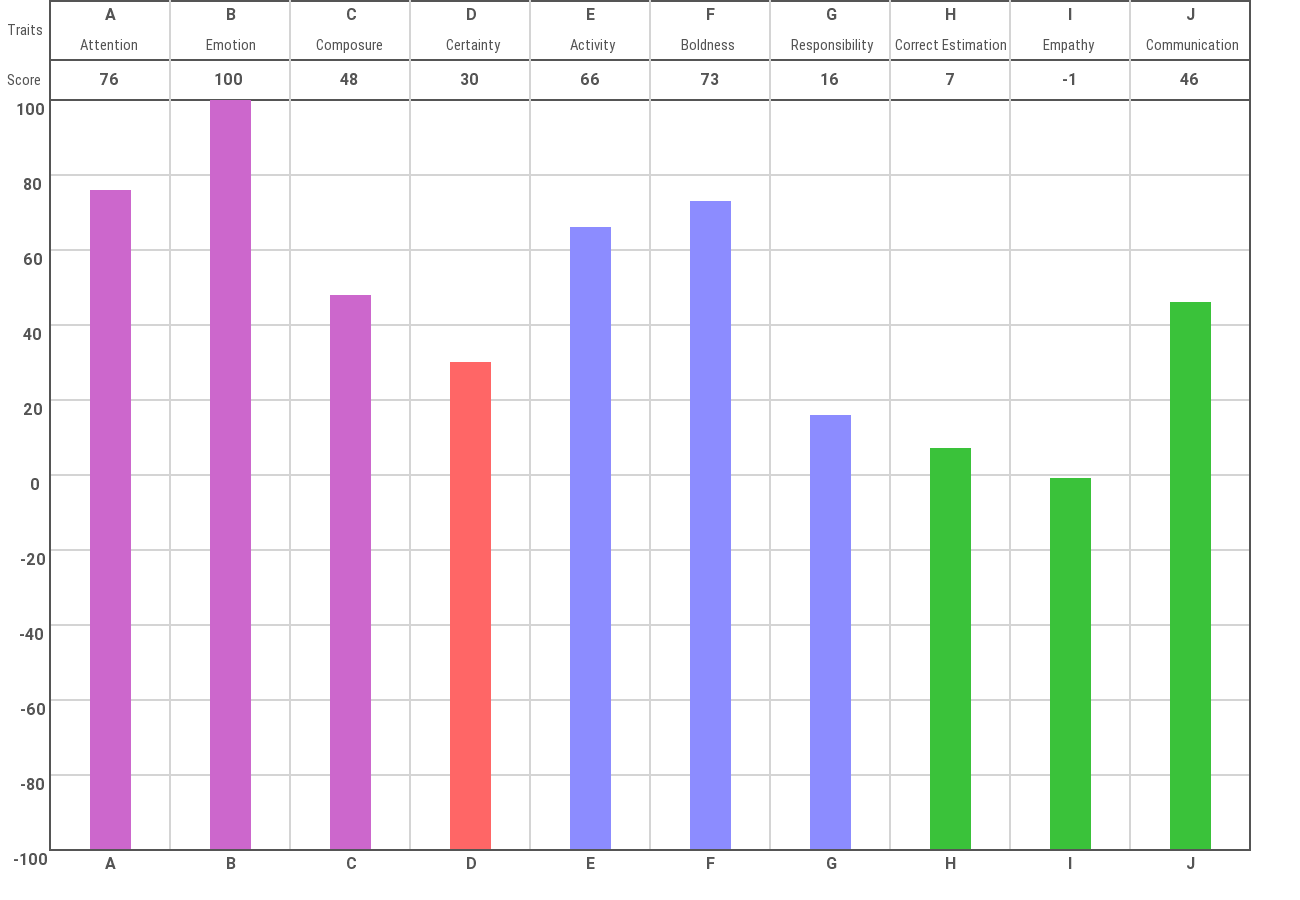 A B C D E F G H I J
Traits
Attention Emotion Composure Certainty Activity Boldness Responsibility Correct Estimation Empathy Communication
Score 76 100 48 30 66 73 16 7 -1 46
100
80
60
40
20
0
-20
-40
-60
-80
-100
A B C D E F G H I J